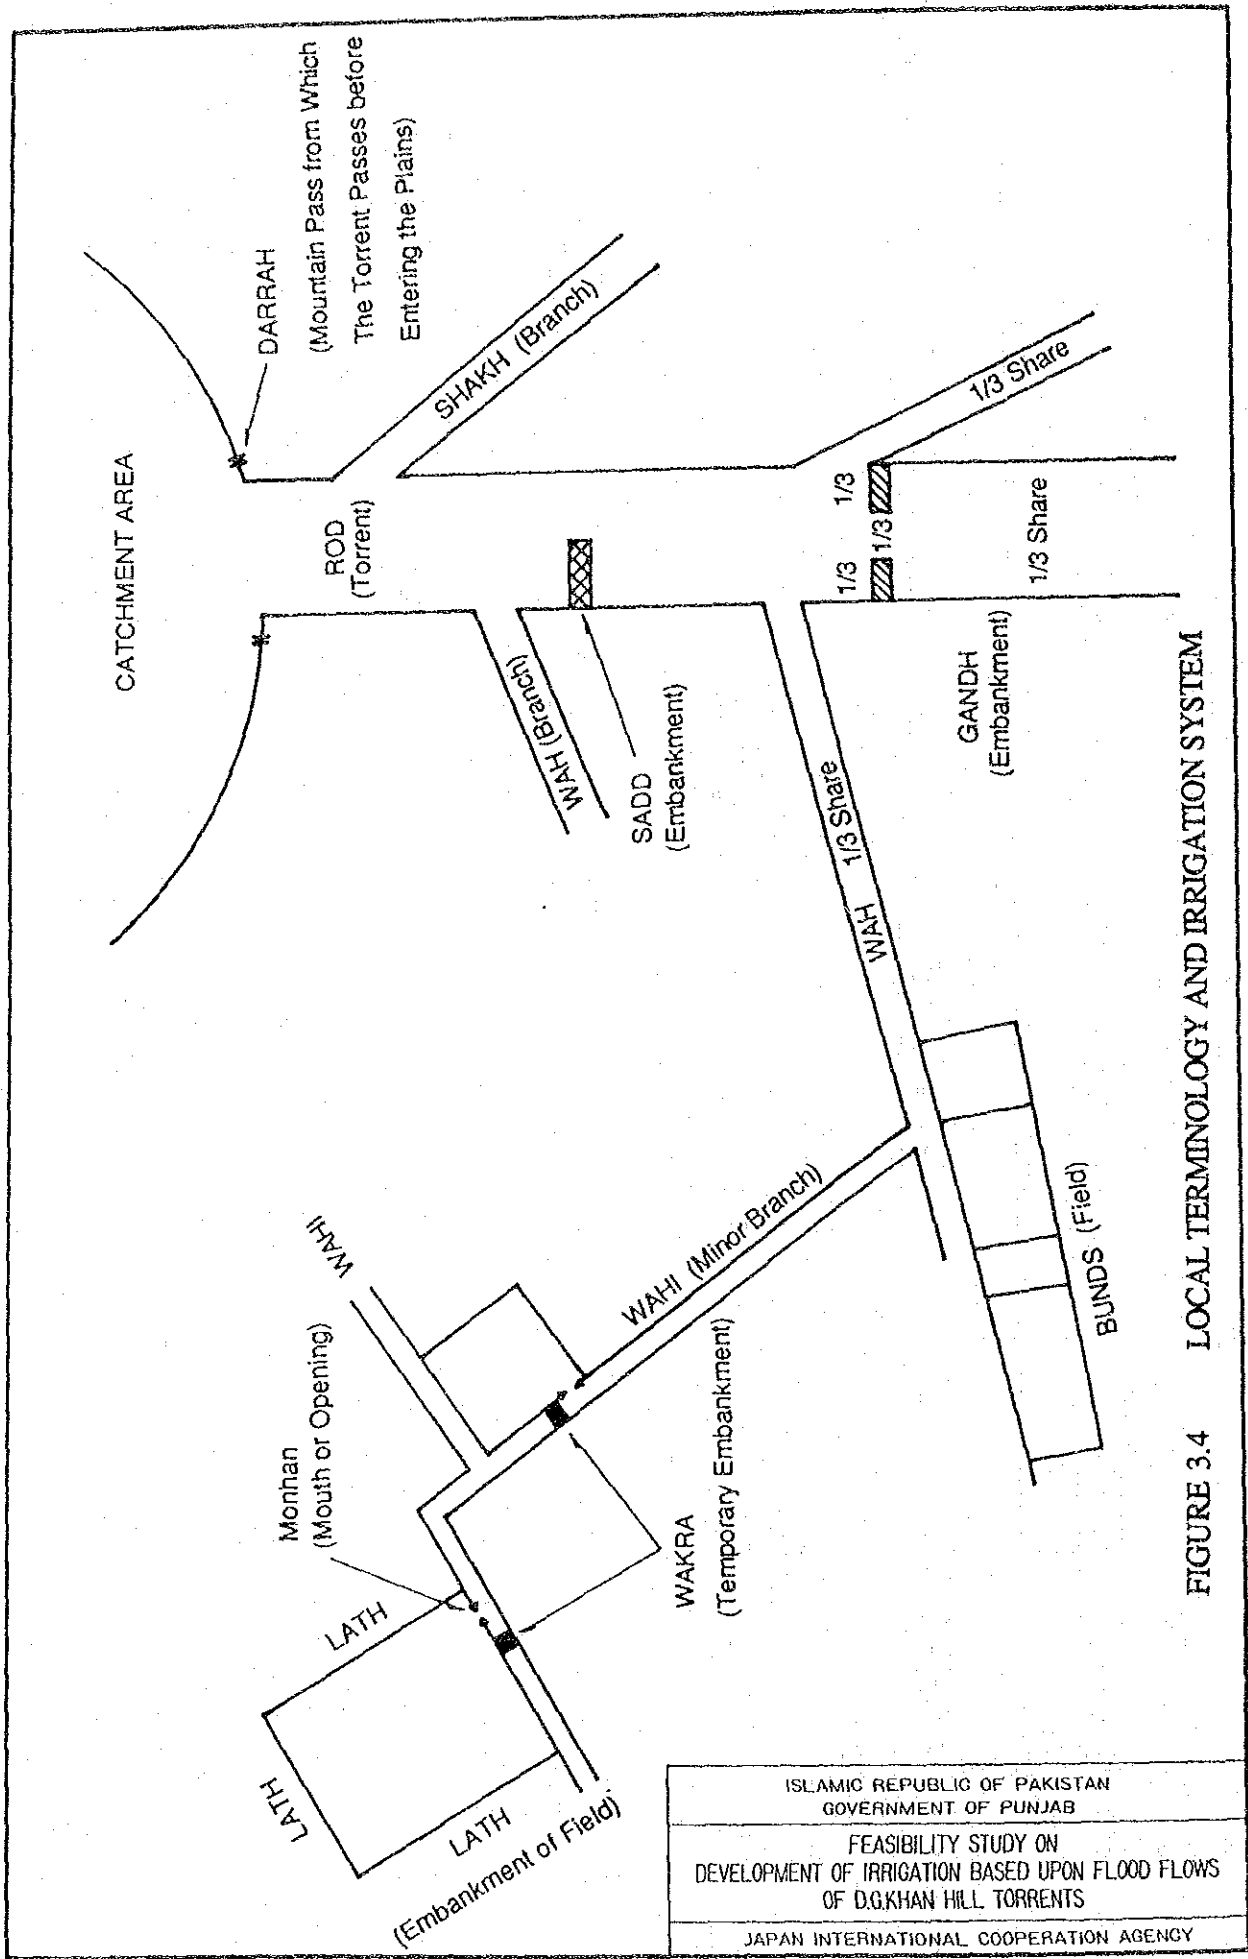 CATCHMENT AREA
DARRAH
(Mountain Pass from Which
The Torrent Passes before
Entering the Plains)
ROD
(Torrent)
SHAKH (Branch)
WAH (Branch)
SADD
(Embankment)
1/3
1/3
1/3
1/3 Share
1/3 Share
GANDH
(Embankment)
WAH 1/3 Share
WAHI
Monhan
(Mouth or Opening)
WAHI (Minor Branch)
WAKRA
(Temporary Embankment)
BUNDS (Field)
LATH
LATH
LATH
(Embankment of Field)
FIGURE 3.4 LOCAL TERMINOLOGY AND IRRIGATION SYSTEM
ISLAMIC REPUBLIC OF PAKISTAN
GOVERNMENT OF PUNJAB
FEASIBILITY STUDY ON
DEVELOPMENT OF IRRIGATION BASED UPON FLOOD FLOWS
OF D.G.KHAN HILL TORRENTS
JAPAN INTERNATIONAL COOPERATION AGENCY